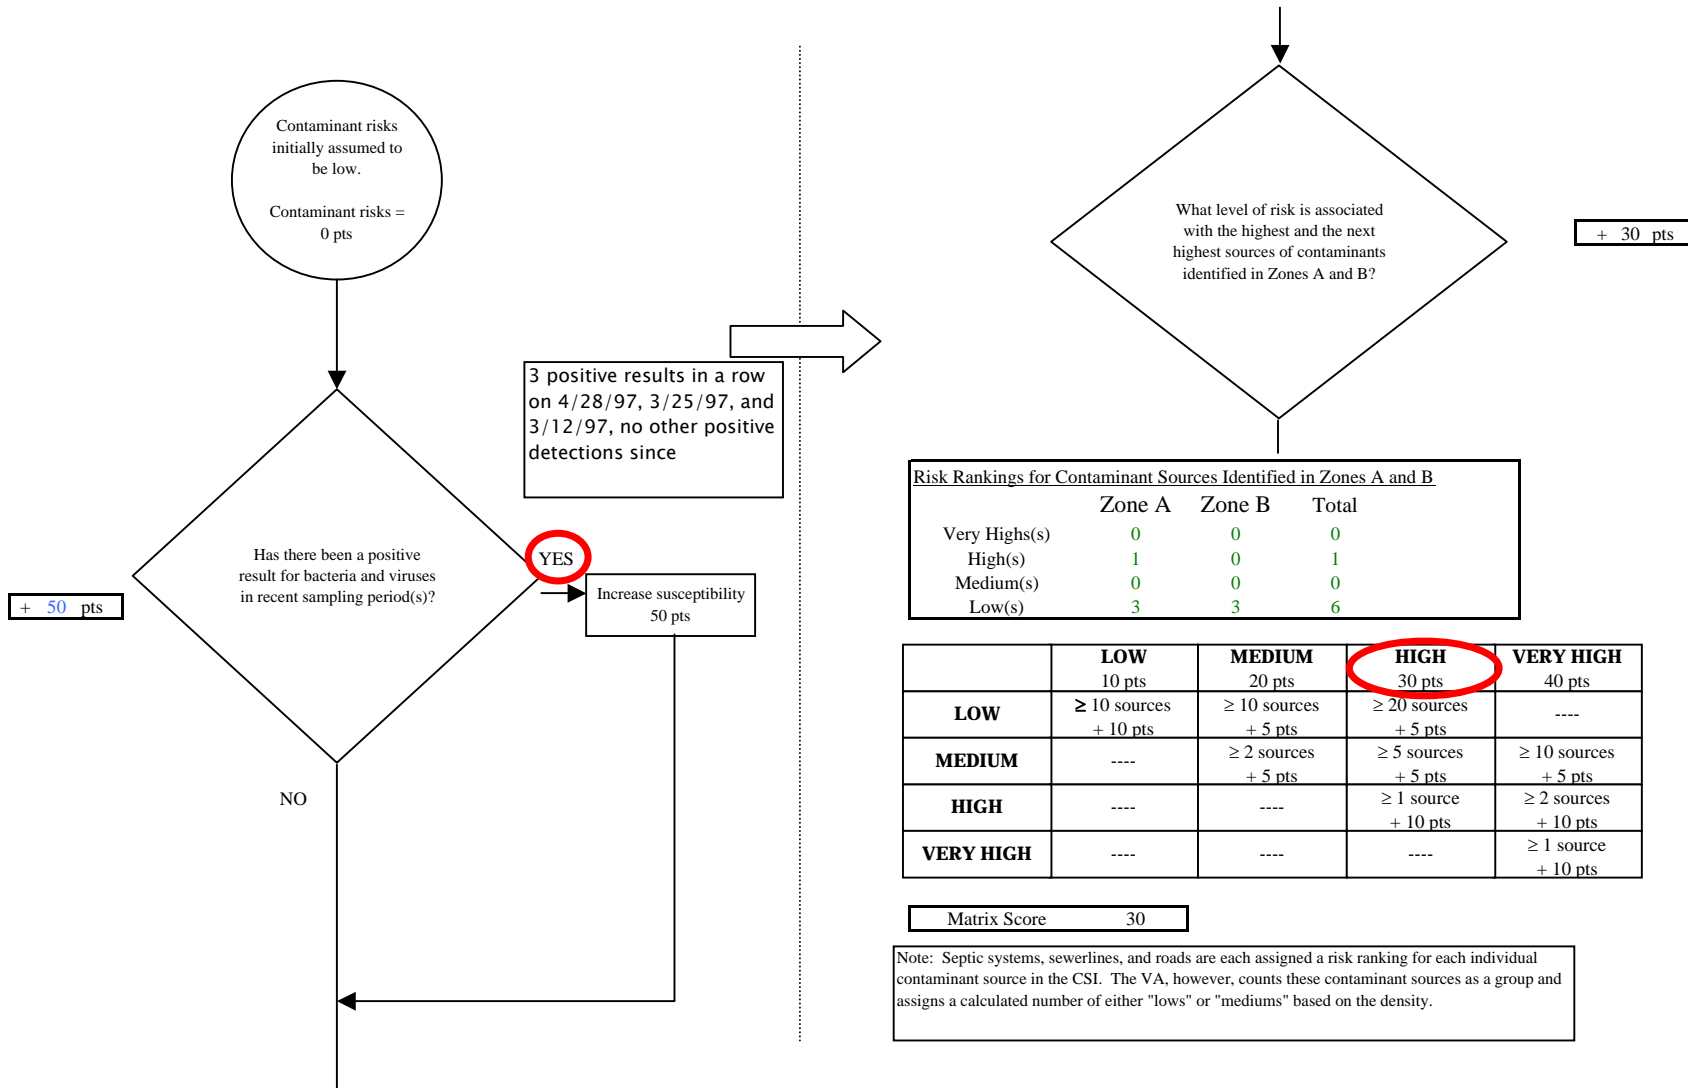 Contaminant risks
initially assumed to
be low.
Contaminant risks =
0 pts
3 positive results in a row
on 4/28/97, 3/25/97, and
3/12/97, no other positive
detections since
Has there been a positive
result for bacteria and viruses
in recent sampling period(s)?
YES
Increase susceptibility
50 pts
+ 50 pts
NO
What level of risk is associated
with the highest and the next
highest sources of contaminants
identified in Zones A and B?
+ 30 pts
Risk Rankings for Contaminant Sources Identified in Zones A and B
Zone A Zone B Total
Very Highs(s) 0 0 0
High(s) 1 0 1
Medium(s) 0 0 0
Low(s) 3 3 6
LOW MEDIUM HIGH VERY HIGH
10 pts 20 pts 30 pts 40 pts
LOW ≥ 10 sources ≥ 10 sources ≥ 20 sources ----
+ 10 pts + 5 pts + 5 pts
MEDIUM ---- ≥ 2 sources ≥ 5 sources ≥ 10 sources
+ 5 pts + 5 pts + 5 pts
HIGH ---- ---- ≥ 1 source ≥ 2 sources
+ 10 pts + 10 pts
VERY HIGH ---- ---- ---- ≥ 1 source
+ 10 pts
Matrix Score 30
Note: Septic systems, sewerlines, and roads are each assigned a risk ranking for each individual
contaminant source in the CSI. The VA, however, counts these contaminant sources as a group and
assigns a calculated number of either "lows" or "mediums" based on the density.